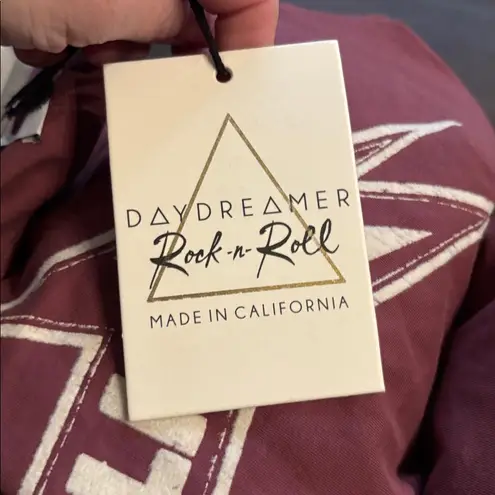 DAYDREAMER
Rock-n-Roll
MADE IN CALIFORNIA